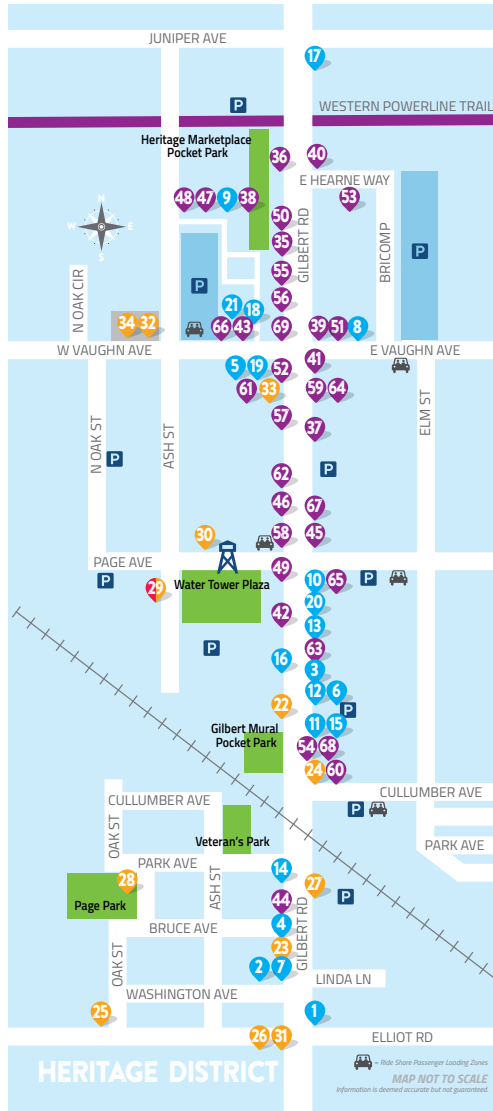 JUNIPER AVE
17
P
WESTERN POWERLINE TRAIL
Heritage Marketplace
Pocket Park
36
40
E HEARNE WAY
48
47
9
38
53
N
W E
S
50
GILBERT RD
35
BRICOMP
P
55
P
N OAK CIR
56
21
18
34
32
66
43
69
39
51
8
W VAUGHN AVE
E VAUGHN AVE
41
5
19
52
61
33
59
64
ELM ST
57
37
N OAK ST
ASH ST
P
P
62
46
67
30
58
45
PAGE AVE
49
P
29
Water Tower Plaza
10
65
P
20
42
13
P
63
16
3
12
6
22
P
Gilbert Mural
Pocket Park
11
15
54
68
24
60
CULLUMBER AVE
CULLUMBER AVE
P
OAK ST
Veteran's Park
PARK AVE
PARK AVE
14
28
ASH ST
27
P
Page Park
44
GILBERT RD
4
BRUCE AVE
23
OAK ST
2
7
LINDA LN
WASHINGTON AVE
25
1
26
31
ELLIOT RD
HERITAGE DISTRICT
= Ride Share Passenger Loading Zones
MAP NOT TO SCALE
Information is deemed accurate but not guaranteed.